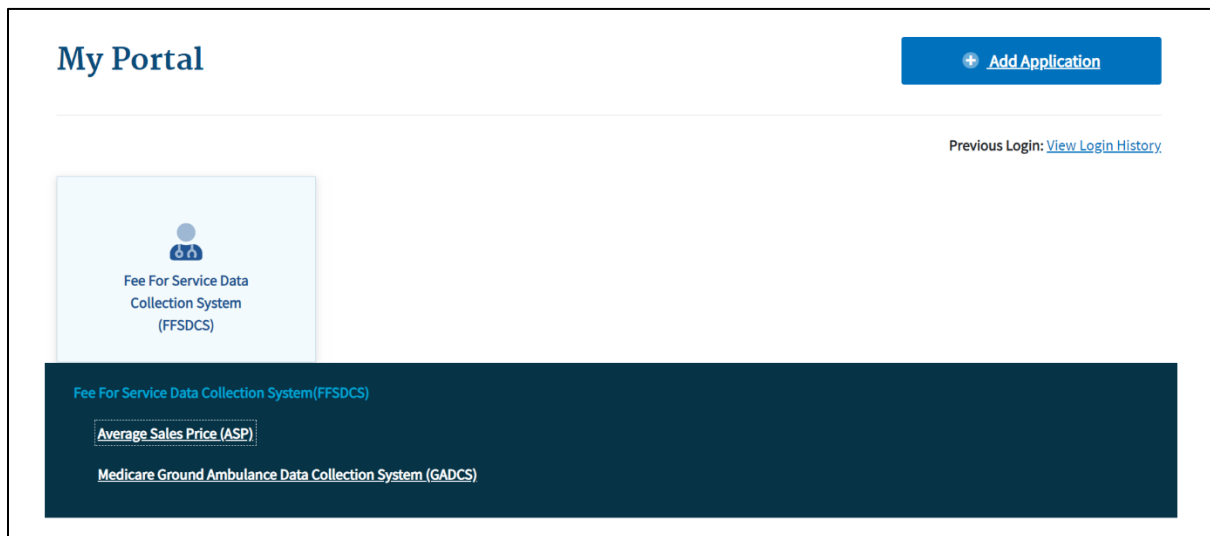 My Portal
Add Application
Previous Login: View Login History
Fee For Service Data
Collection System
(FFSDCS)
Fee For Service Data Collection System(FFSDCS)
Average Sales Price (ASP)
Medicare Ground Ambulance Data Collection System (GADCS)